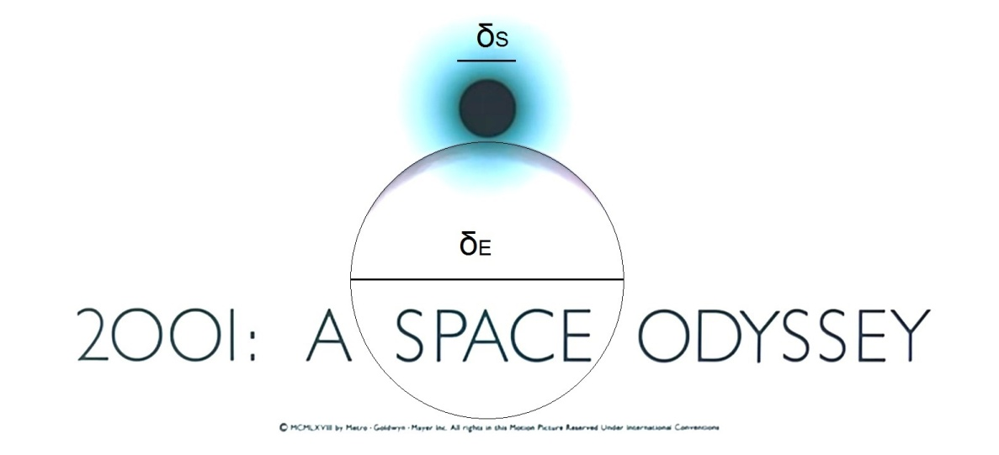 δS
δE
2001: A SPACE ODYSSEY
© MCMLXVIII by Metro - Goldwyn - Mayer Inc. All rights in this Motion Picture Reserved Under International Conventions